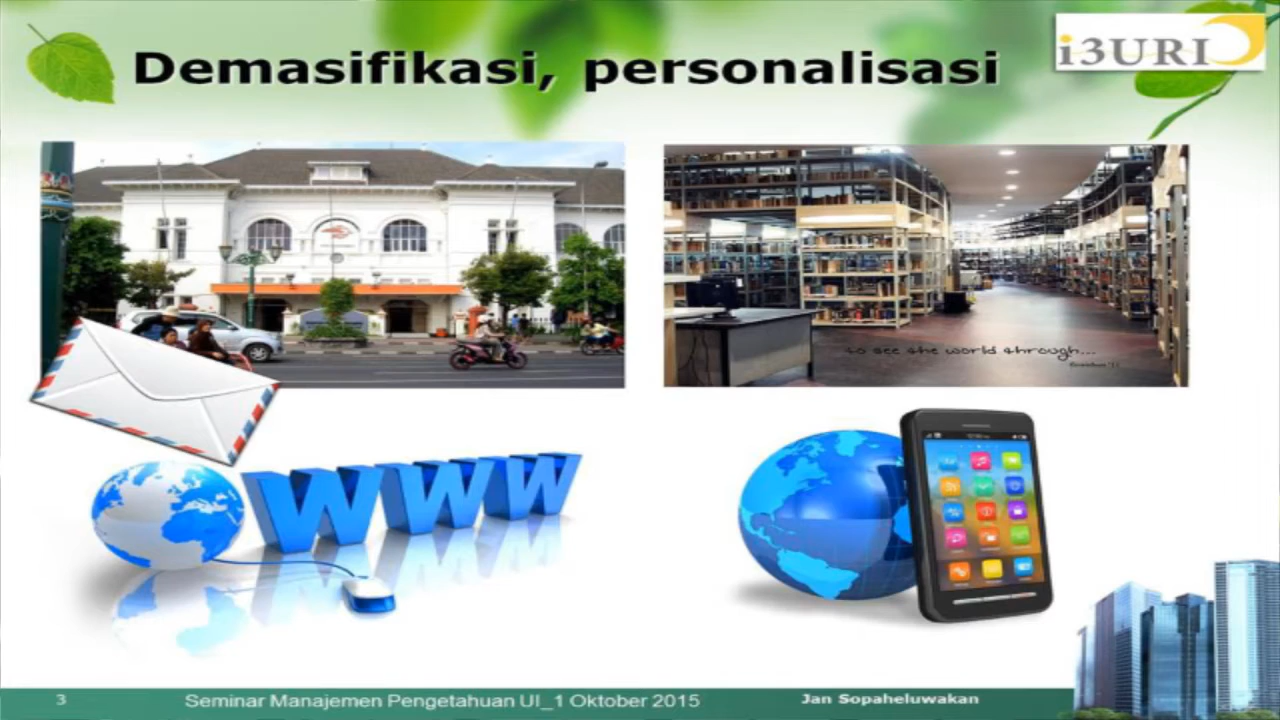 Demasifikasi, personalisasi
i3URI
to see the world through...
WWW
3
Seminar Manajemen Pengetahuan UI_1 Oktober 2015
Jan Sopaheluwakan